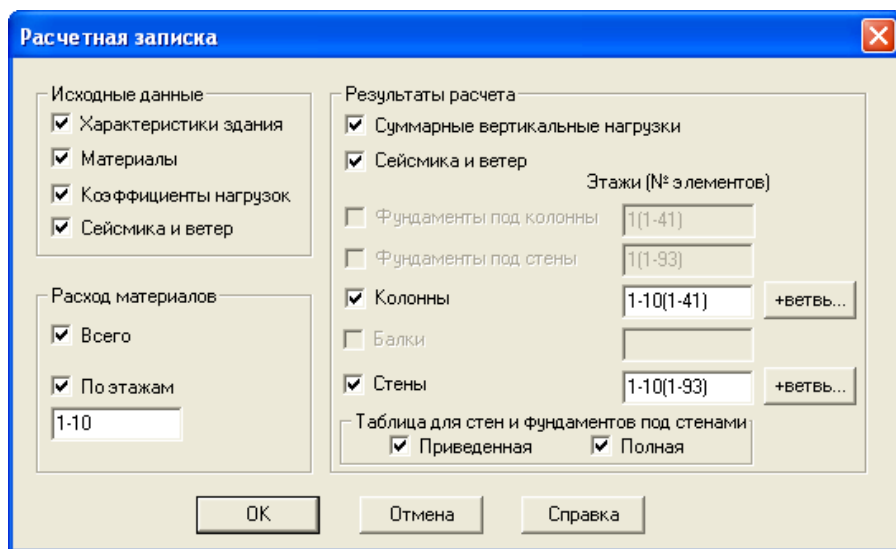 Расчетная записка
Исходные данные
Характеристики здания
Материалы
Коэффициенты нагрузок
Сейсмика и ветер
Расход материалов
Всего
По этажам
1-10
Результаты расчета
Суммарные вертикальные нагрузки
Сейсмика и ветер
Этажи (№ элементов)
Фундаменты под колонны 1(1-41)
Фундаменты под стены 1(1-93)
Колонны 1-10(1-41) +ветвь...
Балки
Стены 1-10(1-93) +ветвь...
Таблица для стен и фундаментов под стенами
Приведенная Полная
OK Отмена Справка